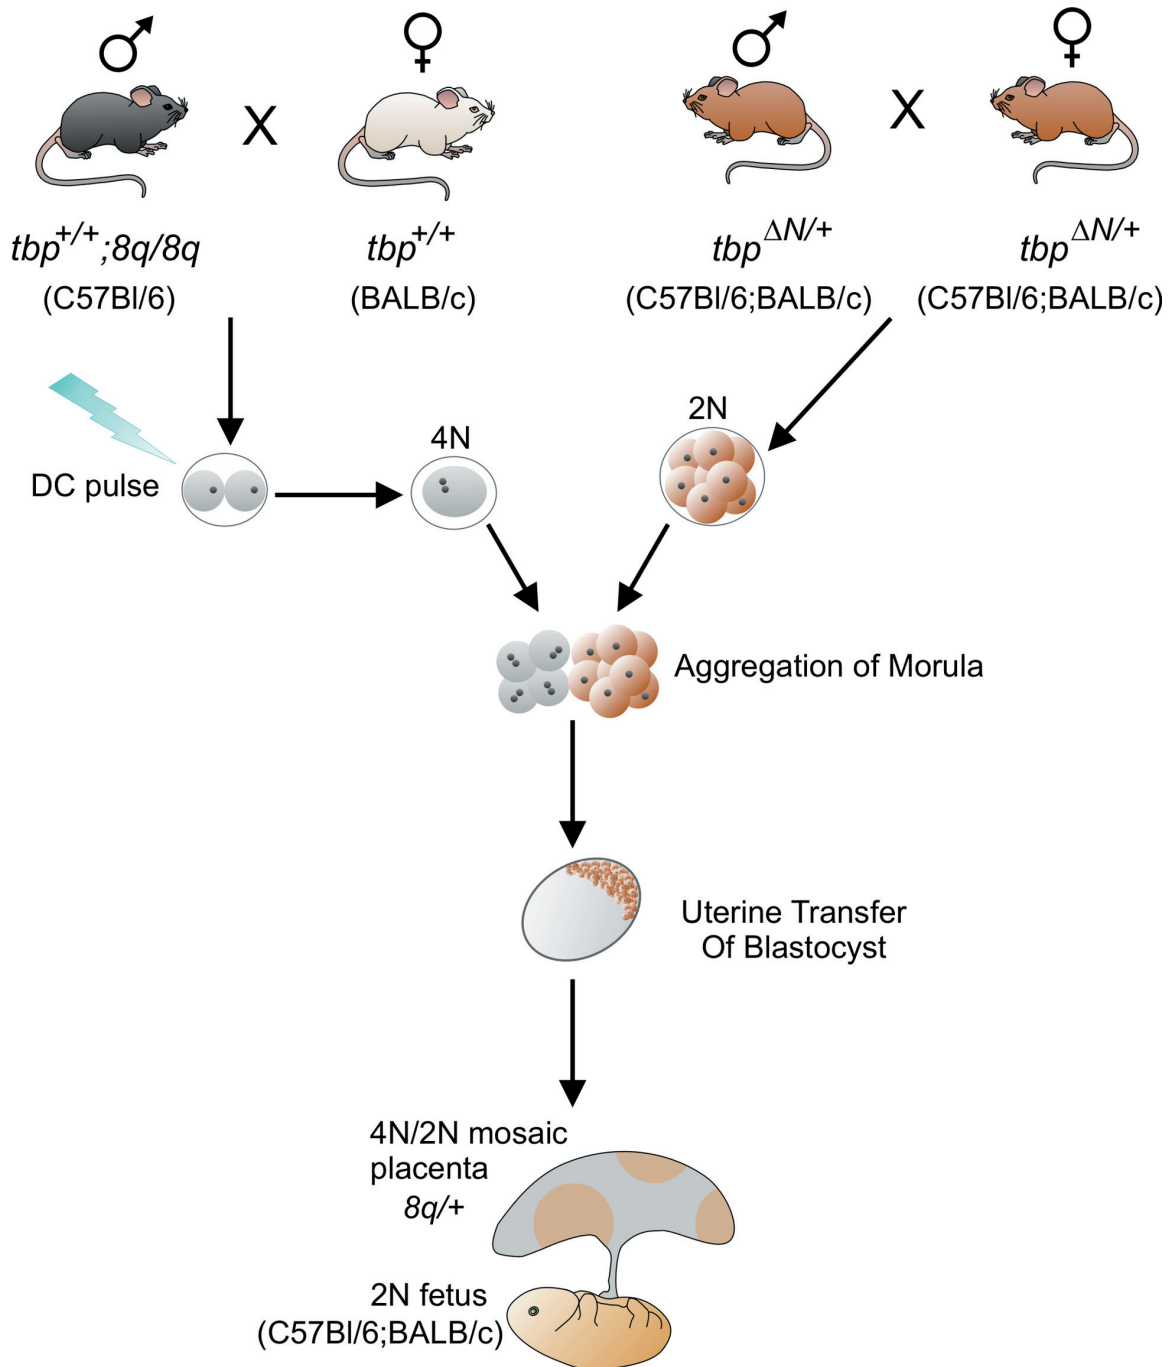 ♂ ♀ ♂ ♀
X X
tbp+/+;8q/8q tbp+/+ tbpΔN/+ tbpΔN/+
(C57Bl/6) (BALB/c) (C57Bl/6;BALB/c) (C57Bl/6;BALB/c)
2N
4N
DC pulse
Aggregation of Morula
Uterine Transfer
Of Blastocyst
4N/2N mosaic
placenta
8q/+
2N fetus
(C57Bl/6;BALB/c)